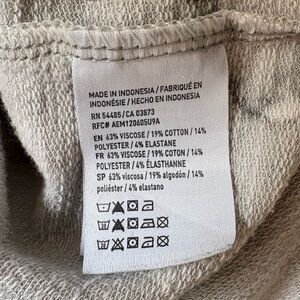 MADE IN INDONESIA / FABRIQUÉ EN
INDONÉSIE / HECHO EN INDONESIA
RN 54485/CA 03873
RFC# AEM120605U9A
EN 63% VISCOSE / 19% COTTON / 14%
POLYESTER / 4% ELASTANE
FR 63% VISCOSE / 19% COTON / 14%
POLYESTER / 4% ÉLASTHANNE
SP 63% viscosa / 19% algodón / 14%
poliéster / 4% elastano